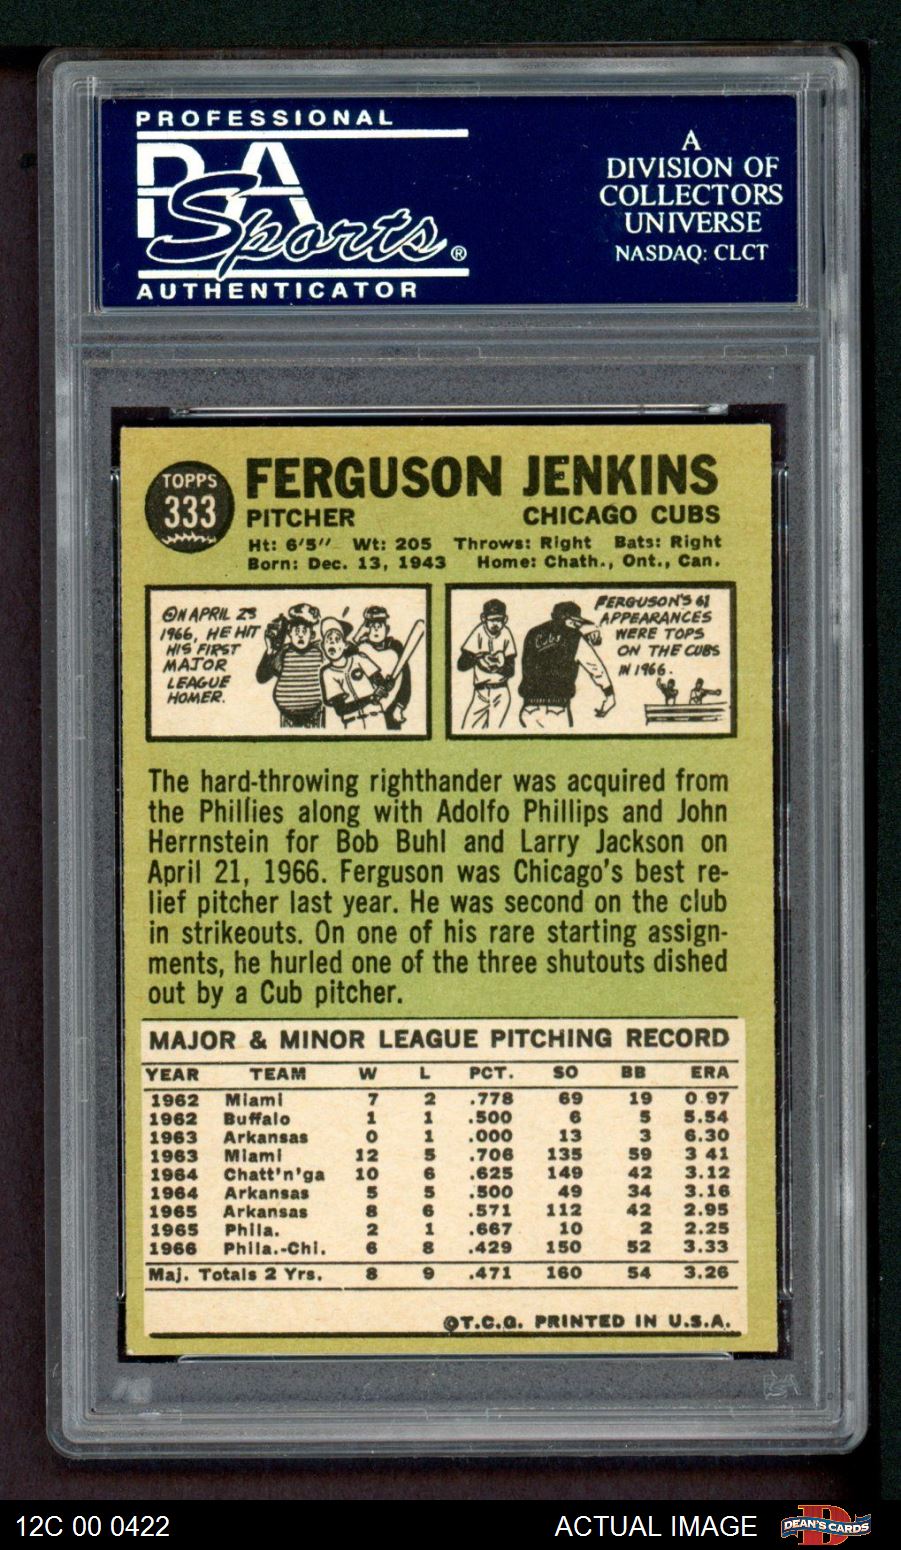 PROFESSIONAL
PSA
Sports®
AUTHENTICATOR
A
DIVISION OF
COLLECTORS
UNIVERSE
NASDAQ: CLCT
TOPPS
333
FERGUSON JENKINS
PITCHER CHICAGO CUBS
Ht: 6'5" Wt: 205 Throws: Right Bats: Right
Born: Dec. 13, 1943 Home: Chath., Ont., Can.
ON APRIL 23
1966, HE HIT
HIS FIRST
MAJOR
LEAGUE
HOMER.
FERGUSON'S 61
APPEARANCES
WERE TOPS
ON THE CUBS
IN 1966.
Cubs
The hard-throwing righthander was acquired from
the Phillies along with Adolfo Phillips and John
Herrnstein for Bob Buhl and Larry Jackson on
April 21, 1966. Ferguson was Chicago's best re-
lief pitcher last year. He was second on the club
in strikeouts. On one of his rare starting assign-
ments, he hurled one of the three shutouts dished
out by a Cub pitcher.
MAJOR & MINOR LEAGUE PITCHING RECORD
YEAR TEAM W L PCT. SO BB ERA
1962 Miami 7 2 .778 69 19 0 97
1962 Buffalo 1 1 .500 6 5 5.54
1963 Arkansas 0 1 .000 13 3 6.30
1963 Miami 12 5 .706 135 59 3 41
1964 Chatt'n'ga 10 6 .625 149 42 3.12
1964 Arkansas 5 5 .500 49 34 3.16
1965 Arkansas 8 6 .571 112 42 2.95
1965 Phila. 2 1 .667 10 2 2.25
1966 Phila.-Chi. 6 8 .429 150 52 3.33
Maj. Totals 2 Yrs. 8 9 .471 160 54 3.26
©T.C.G. PRINTED IN U.S.A.
PSA
12C 00 0422
ACTUAL IMAGE
DEAN'S CARDS